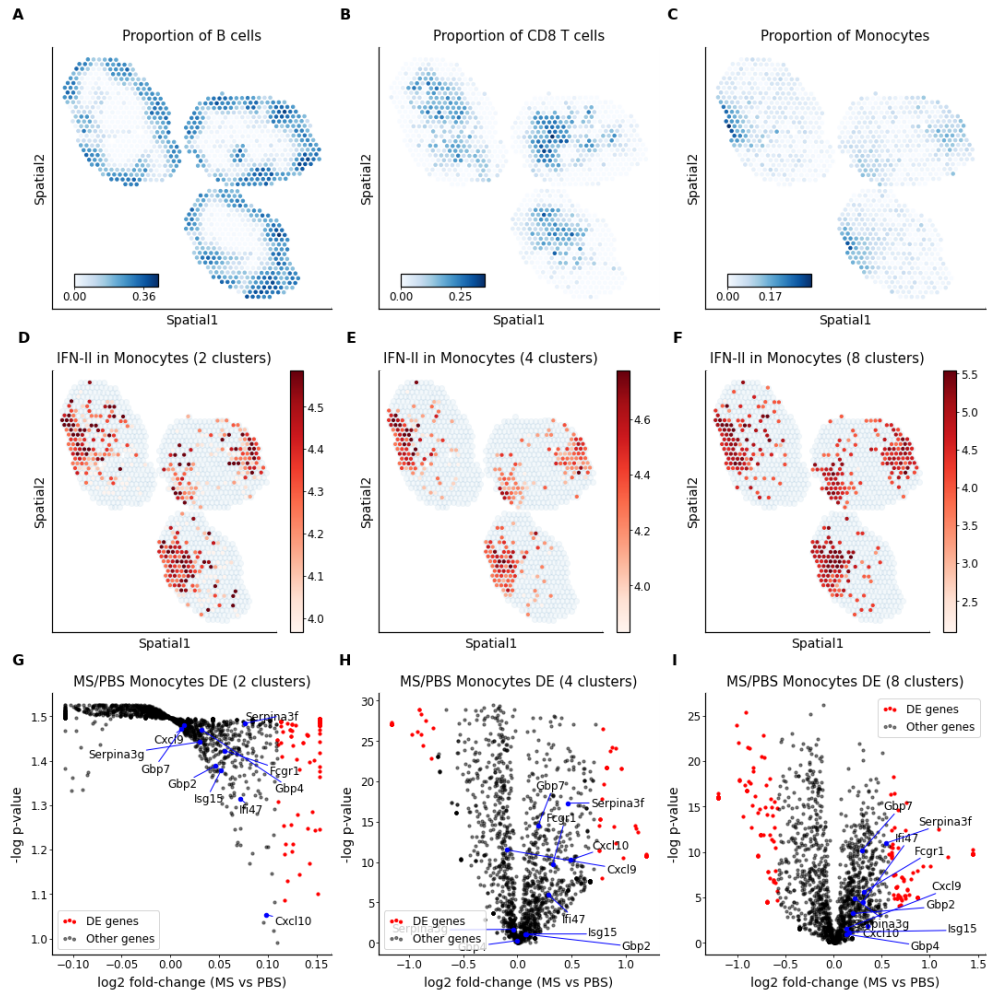 A
B
C
Proportion of B cells
Proportion of CD8 T cells
Proportion of Monocytes
Spatial2
Spatial2
Spatial2
0.00 0.36
0.00 0.25
0.00 0.17
Spatial1
Spatial1
Spatial1
D
E
F
IFN-II in Monocytes (2 clusters)
IFN-II in Monocytes (4 clusters)
IFN-II in Monocytes (8 clusters)
Spatial2
4.5
4.4
4.3
4.2
4.1
4.0
Spatial1
Spatial2
4.6
4.4
4.2
4.0
Spatial1
Spatial2
5.5
5.0
4.5
4.0
3.5
3.0
2.5
Spatial1
G
H
I
MS/PBS Monocytes DE (2 clusters)
-log p-value
1.5
1.4
1.3
1.2
1.1
1.0
Serpina3f
Cxcl9
Serpina3g
Gbp7
Fcgr1
Gbp2
Gbp4
Isg15
Ifi47
Cxcl10
DE genes
Other genes
−0.10 −0.05 0.00 0.05 0.10 0.15
log2 fold-change (MS vs PBS)
MS/PBS Monocytes DE (4 clusters)
-log p-value
30
25
20
15
10
5
0
Gbp7
Serpina3f
Fcgr1
Cxcl10
Cxcl9
Ifi47
Serpina3g
Isg15
Gbp4
Gbp2
DE genes
Other genes
−1.0 −0.5 0.0 0.5 1.0
log2 fold-change (MS vs PBS)
MS/PBS Monocytes DE (8 clusters)
-log p-value
25
20
15
10
5
0
DE genes
Other genes
Gbp7
Serpina3f
Ifi47
Fcgr1
Cxcl9
Gbp2
Serpina3g
Isg15
Cxcl10
Gbp4
−1.0 −0.5 0.0 0.5 1.0 1.5
log2 fold-change (MS vs PBS)